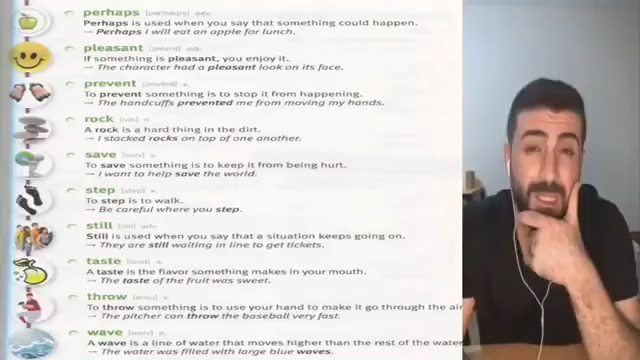 perhaps adv.
Perhaps is used when you say that something could happen.
→ Perhaps I will eat an apple for lunch.
pleasant adj.
If something is pleasant, you enjoy it.
→ The character had a pleasant look on its face.
prevent v.
To prevent something is to stop it from happening.
→ The handcuffs prevented me from moving my hands.
rock n.
A rock is a hard thing in the dirt.
→ I stacked rocks on top of one another.
save v.
To save something is to keep it from being hurt.
→ I want to help save the world.
step v.
To step is to walk.
→ Be careful where you step.
still adv.
Still is used when you say that a situation keeps going on.
→ They are still waiting in line to get tickets.
taste n.
A taste is the flavor something makes in your mouth.
→ The taste of the fruit was sweet.
throw v.
To throw something is to use your hand to make it go through the air
→ The pitcher can throw the baseball very fast.
wave n.
A wave is a line of water that moves higher than the rest of the water
→ The water was filled with large blue waves.